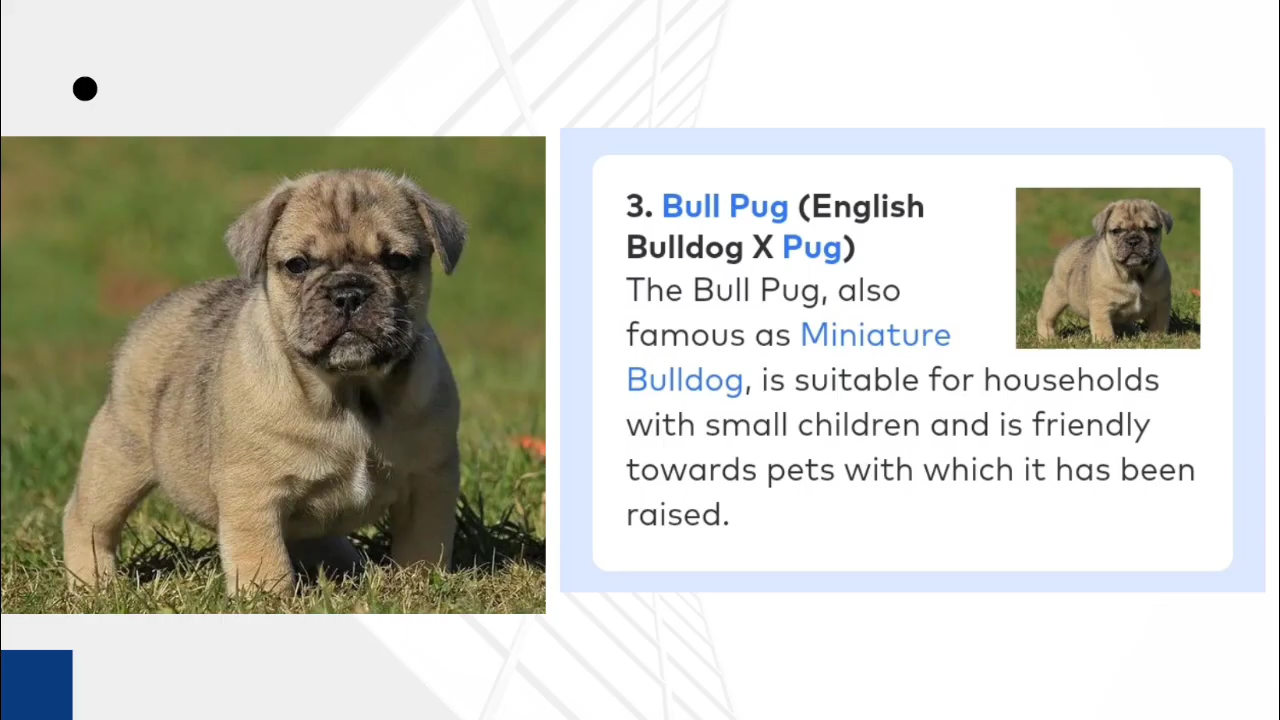 3. Bull Pug (English
Bulldog X Pug)
The Bull Pug, also
famous as Miniature
Bulldog, is suitable for households
with small children and is friendly
towards pets with which it has been
raised.